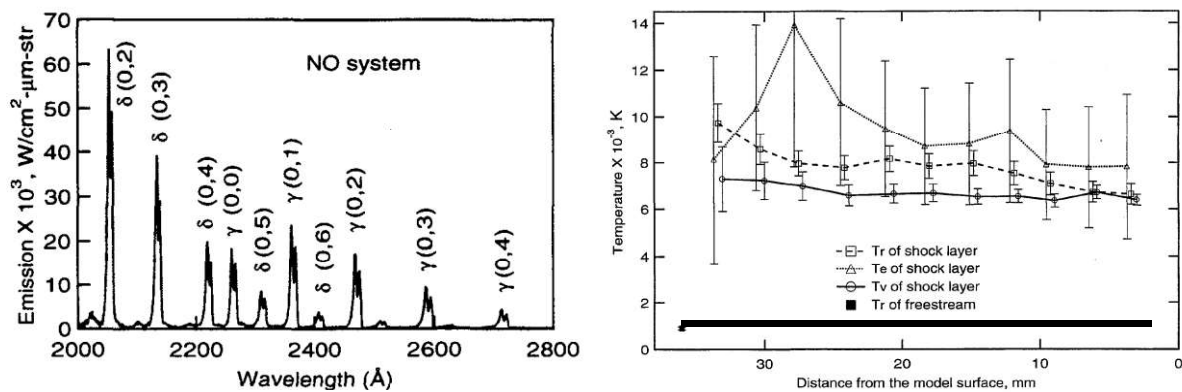 70
60
50
40
30
20
10
0
Emission X 10³, W/cm²-μm-str
NO system
δ (0,2)
δ (0,3)
δ (0,4)
γ (0,0)
δ (0,5)
γ (0,1)
δ (0,6)
γ (0,2)
γ (0,3)
γ (0,4)
2000
2200
2400
2600
2800
Wavelength (Å)
14
12
10
8
6
4
2
0
Temperature X 10⁻³, K
Tr of shock layer
Te of shock layer
Tv of shock layer
Tr of freestream
30
20
10
0
Distance from the model surface, mm